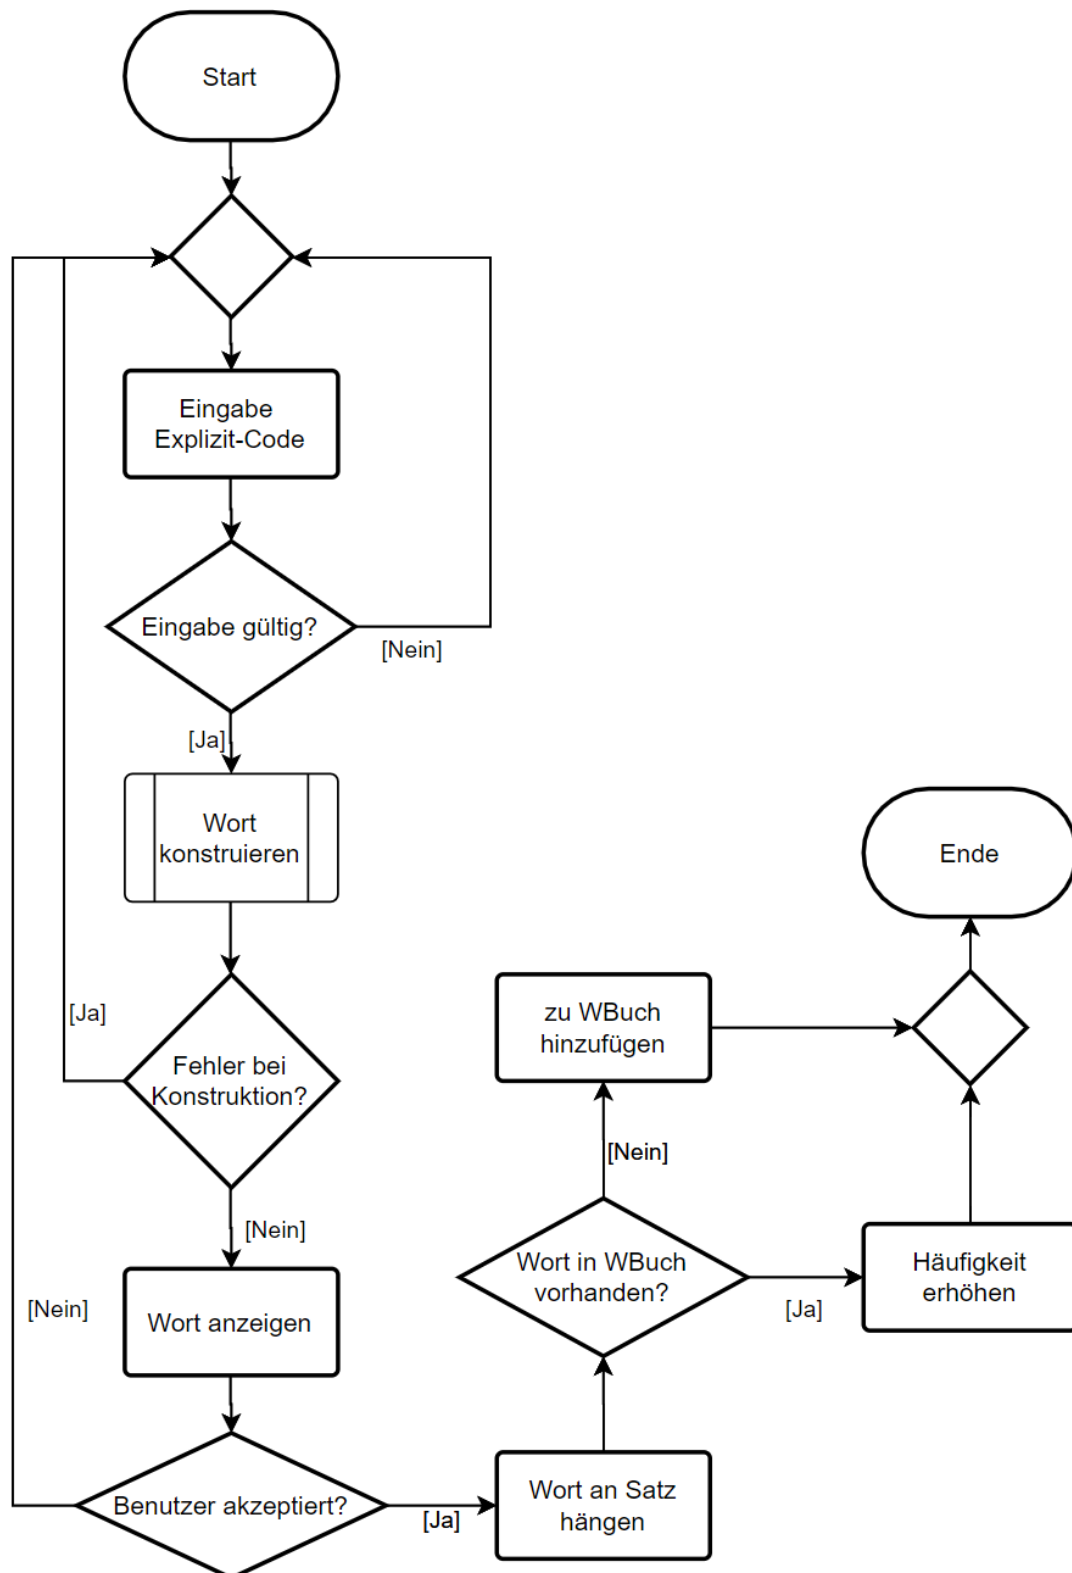 Start
Eingabe
Explizit-Code
Eingabe gültig?
[Nein]
[Ja]
Wort
konstruieren
[Ja]
Fehler bei
Konstruktion?
[Nein]
[Nein]
Wort anzeigen
Benutzer akzeptiert?
[Ja]
Wort an Satz
hängen
Wort in WBuch
vorhanden?
[Nein]
[Ja]
zu WBuch
hinzufügen
Häufigkeit
erhöhen
Ende